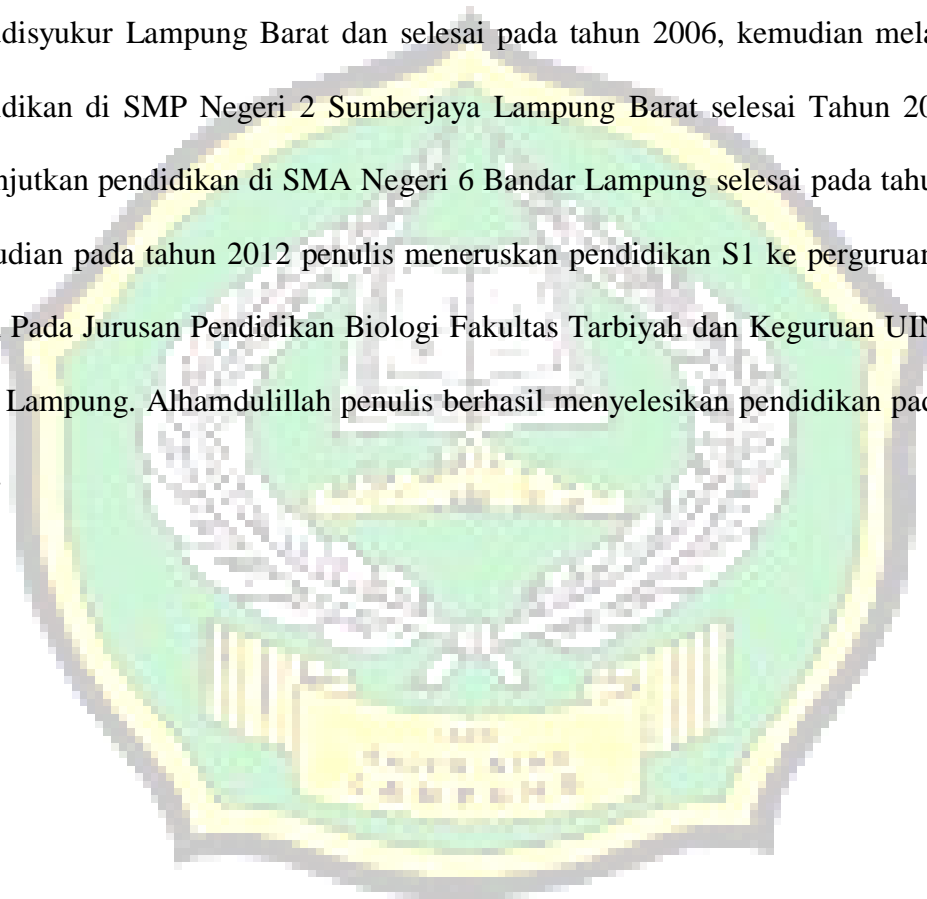 disyukur Lampung Barat dan selesai pada tahun 2006, kemudian mela
didikan di SMP Negeri 2 Sumberjaya Lampung Barat selesai Tahun 20
njutkan pendidikan di SMA Negeri 6 Bandar Lampung selesai pada tahu
udian pada tahun 2012 penulis meneruskan pendidikan S1 ke perguruan
Pada Jurusan Pendidikan Biologi Fakultas Tarbiyah dan Keguruan UIN
Lampung. Alhamdulillah penulis berhasil menyelesikan pendidikan pad
LAMPUNG